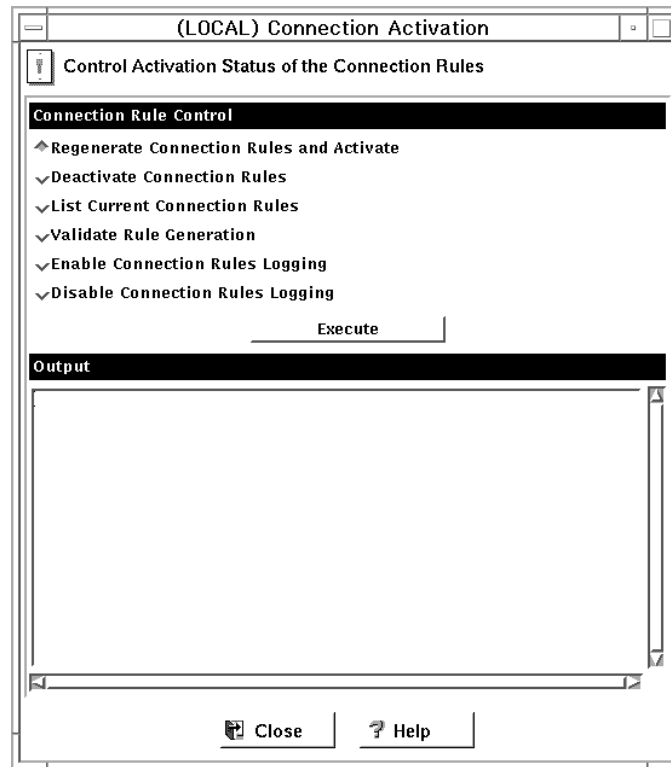 (LOCAL) Connection Activation
Control Activation Status of the Connection Rules
Connection Rule Control
Regenerate Connection Rules and Activate
Deactivate Connection Rules
List Current Connection Rules
Validate Rule Generation
Enable Connection Rules Logging
Disable Connection Rules Logging
Execute
Output
Close
? Help